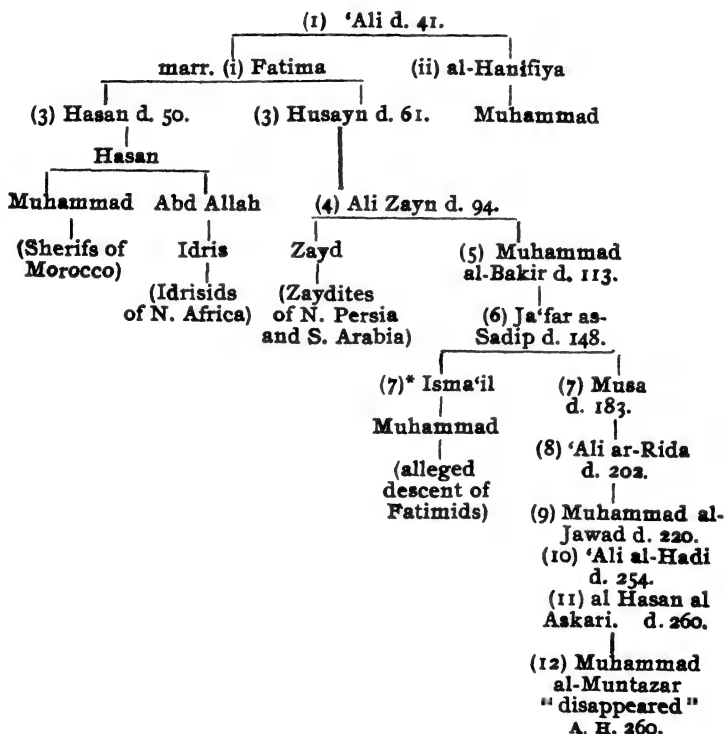 (1) ‘Ali d. 41.
marr. (i) Fatima (ii) al-Hanifiya
(3) Hasan d. 50. (3) Husayn d. 61. Muhammad
Hasan
Muhammad Abd Allah (4) Ali Zayn d. 94.
(Sherifs of Morocco) Idris Zayd (5) Muhammad
al-Bakir d. 113.
(Idrisids
of N. Africa) (Zaydites
of N. Persia
and S. Arabia) (6) Ja‘far as-
Sadip d. 148.
(7)* Isma‘il (7) Musa
d. 183.
Muhammad
(8) ‘Ali ar-Rida
d. 202.
(alleged
descent of
Fatimids)
(9) Muhammad al-
Jawad d. 220.
(10) ‘Ali al-Hadi
d. 254.
(11) al Hasan al
Askari. d. 260.
(12) Muhammad
al-Muntazar
"disappeared"
A. H. 260.